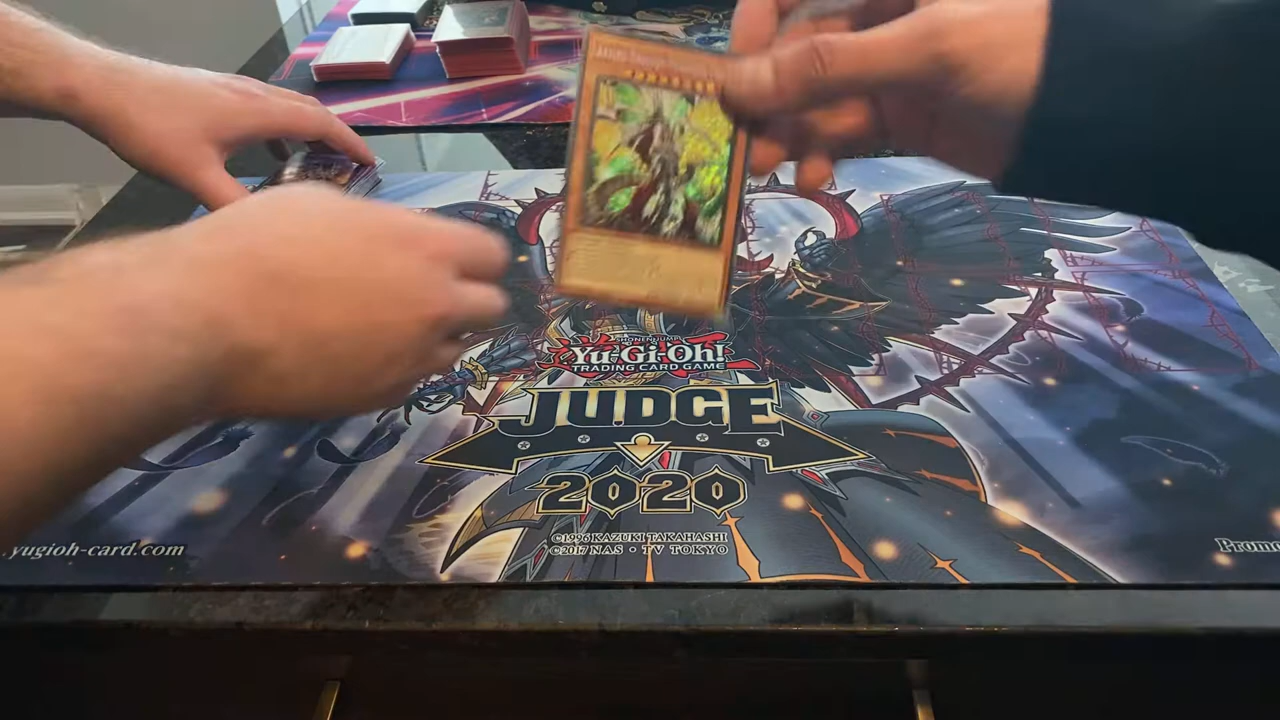 SHONEN JUMP
Yu-Gi-Oh!
TRADING CARD GAME
JUDGE
2020
©1996 KAZUKI TAKAHASHI
©2017 NAS • TV TOKYO
yugioh-card.com